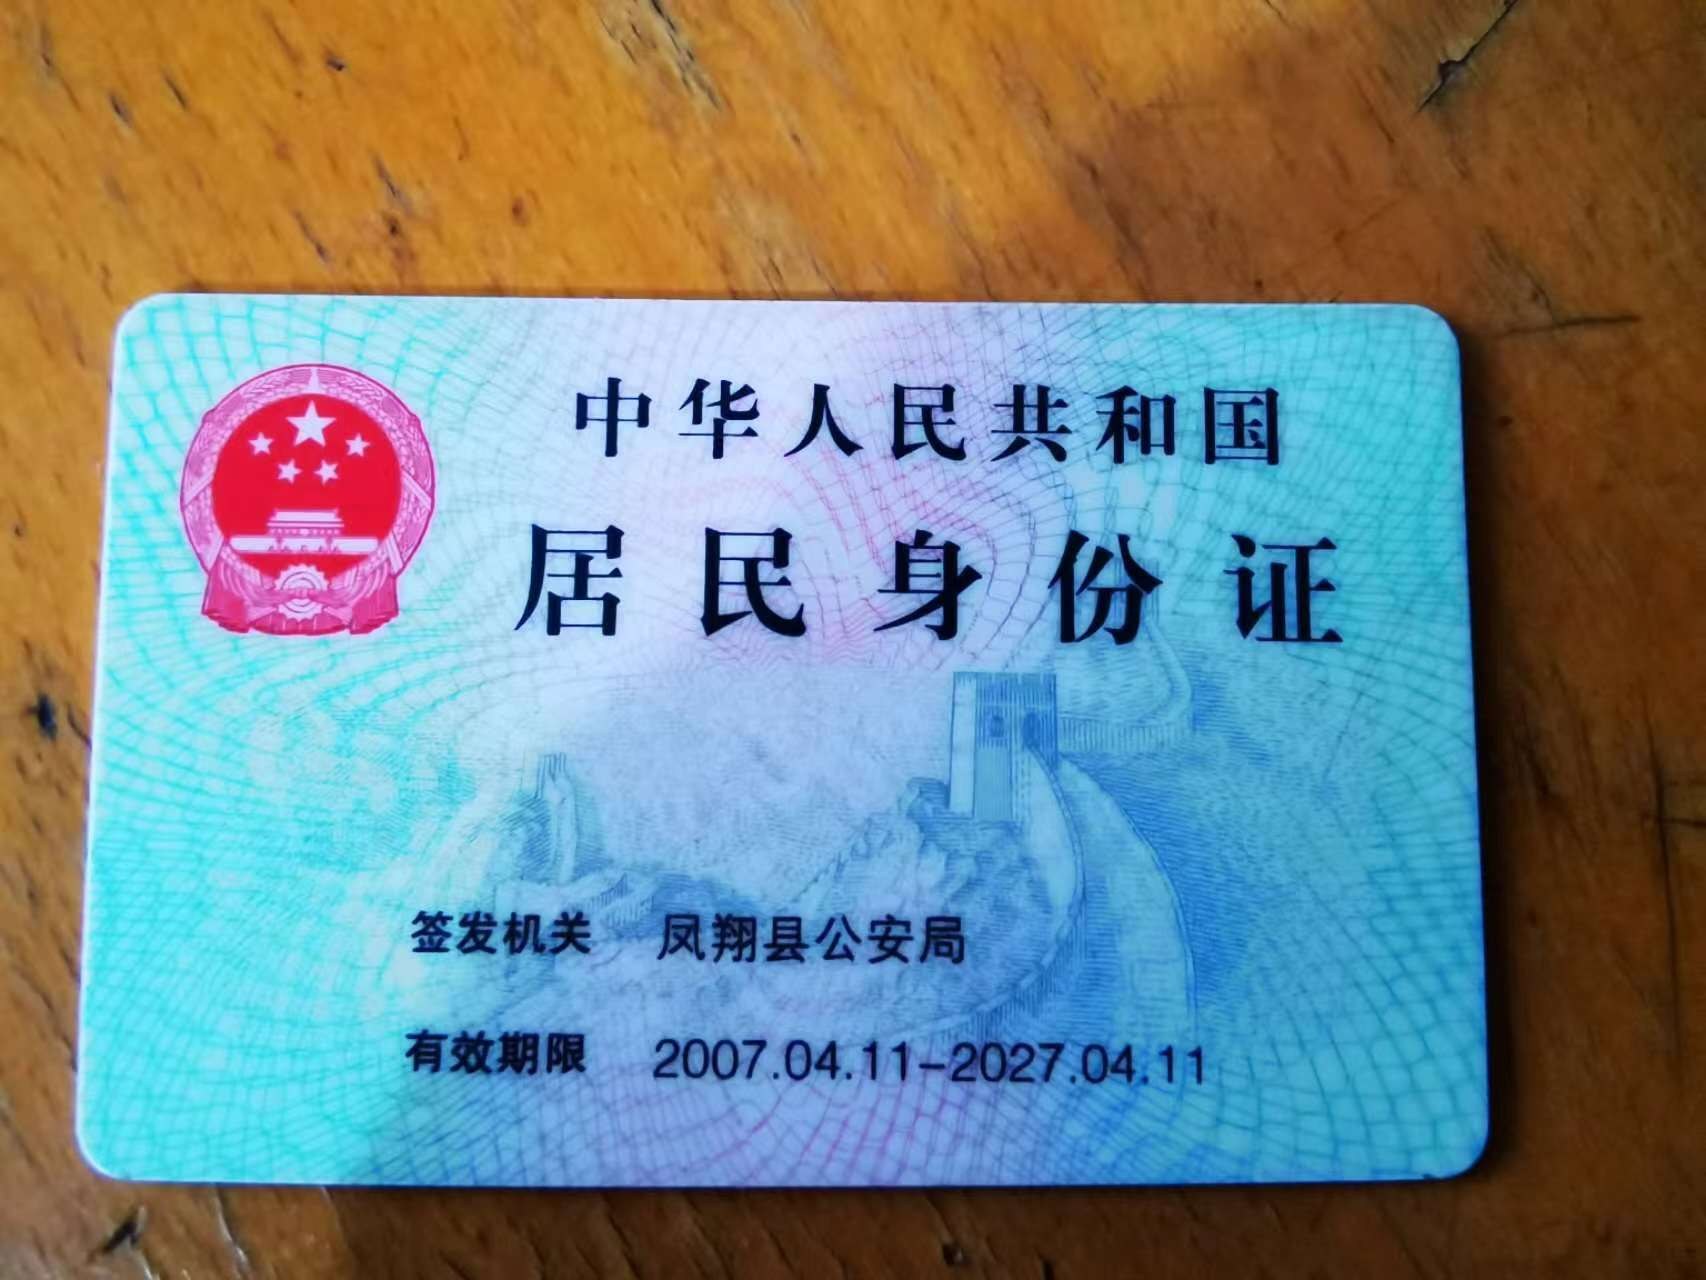 中华人民共和国
居民身份证
签发机关 凤翔县公安局
有效期限 2007.04.11-2027.04.11